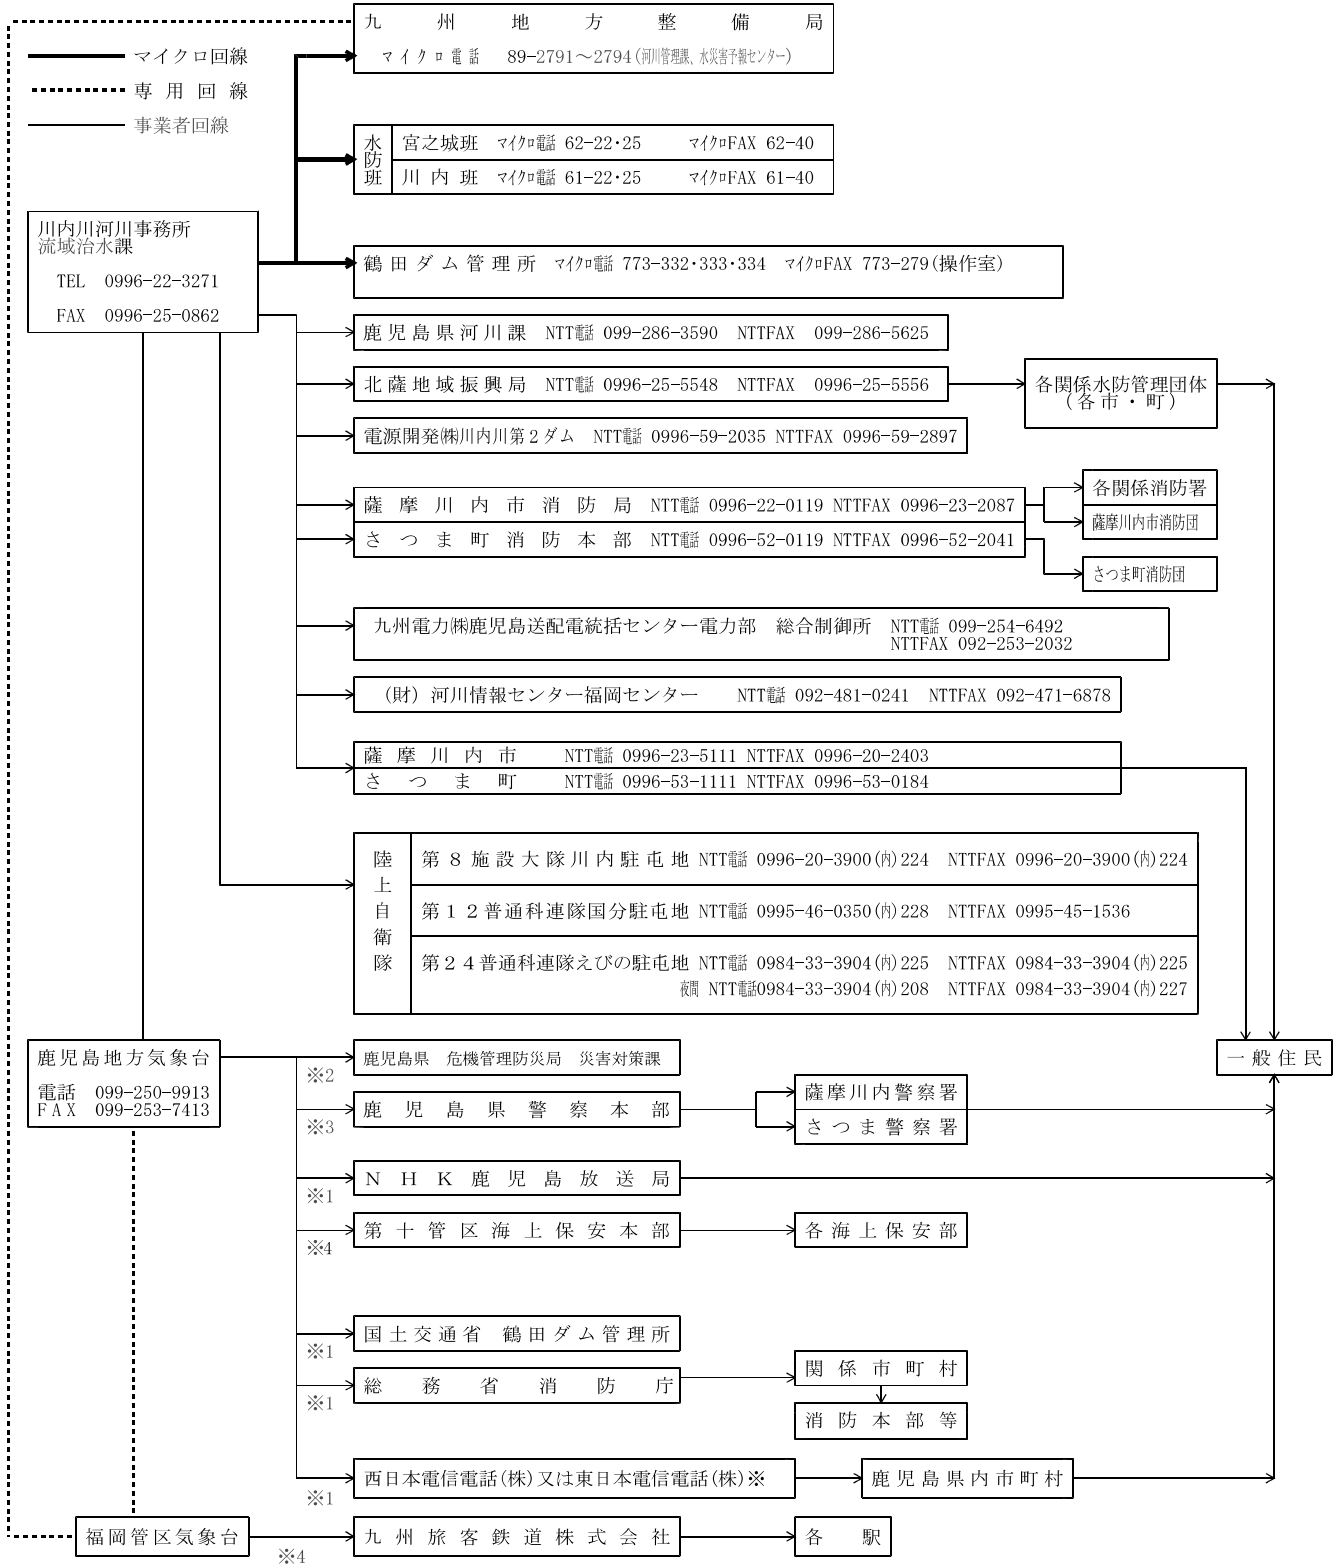 九州地方整備局
マイクロ電話 89-2791～2794(河川管理課、水災害予報センター)
マイクロ回線
専用回線
事業者回線
水防班
宮之城班 マイクロ電話 62-22・25 マイクロFAX 62-40
川内班 マイクロ電話 61-22・25 マイクロFAX 61-40
川内川河川事務所
流域治水課
TEL 0996-22-3271
FAX 0996-25-0862
鶴田ダム管理所 マイクロ電話 773-332・333・334 マイクロFAX 773-279(操作室)
鹿児島県河川課 NTT電話 099-286-3590 NTTFAX 099-286-5625
北薩地域振興局 NTT電話 0996-25-5548 NTTFAX 0996-25-5556
各関係水防管理団体
(各市・町)
電源開発㈱川内川第2ダム NTT電話 0996-59-2035 NTTFAX 0996-59-2897
薩摩川内市消防局 NTT電話 0996-22-0119 NTTFAX 0996-23-2087
さつま町消防本部 NTT電話 0996-52-0119 NTTFAX 0996-52-2041
各関係消防署
薩摩川内市消防団
さつま町消防団
九州電力㈱鹿児島送配電統括センター電力部 総合制御所 NTT電話 099-254-6492
NTTFAX 092-253-2032
(財)河川情報センター福岡センター NTT電話 092-481-0241 NTTFAX 092-471-6878
薩摩川内市 NTT電話 0996-23-5111 NTTFAX 0996-20-2403
さつま町 NTT電話 0996-53-1111 NTTFAX 0996-53-0184
陸上自衛隊
第8施設大隊川内駐屯地 NTT電話 0996-20-3900(内)224 NTTFAX 0996-20-3900(内)224
第12普通科連隊国分駐屯地 NTT電話 0995-46-0350(内)228 NTTFAX 0995-45-1536
第24普通科連隊えびの駐屯地 NTT電話 0984-33-3904(内)225 NTTFAX 0984-33-3904(内)225
夜間 NTT電話0984-33-3904(内)208 NTTFAX 0984-33-3904(内)227
鹿児島地方気象台
電話 099-250-9913
FAX 099-253-7413
鹿児島県 危機管理防災局 災害対策課
※2
一般住民
鹿児島県警察本部
※3
薩摩川内警察署
さつま警察署
NHK鹿児島放送局
※1
第十管区海上保安本部
※4
各海上保安部
国土交通省 鶴田ダム管理所
※1
総務省消防庁
※1
関係市町村
消防本部等
西日本電信電話(株)又は東日本電信電話(株)※
※1
鹿児島県内市町村
福岡管区気象台
※4
九州旅客鉄道株式会社
各駅